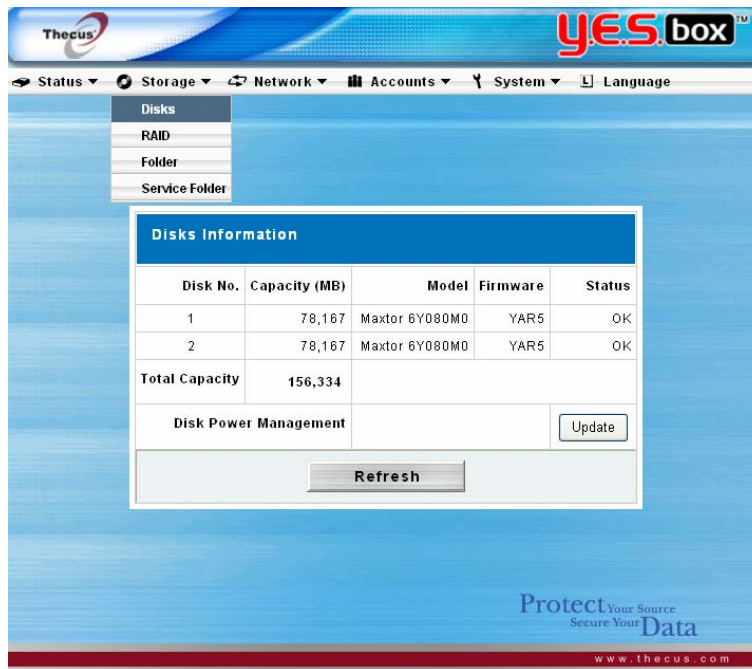 Thecus
Y.E.S.box™
Status Storage Network Accounts System Language
Disks
RAID
Folder
Service Folder
Disks Information
Disk No. Capacity (MB) Model Firmware Status
1 78,167 Maxtor 6Y080M0 YAR5 OK
2 78,167 Maxtor 6Y080M0 YAR5 OK
Total Capacity 156,334
Disk Power Management Update
Refresh
Protect Your Source
Secure Your Data
www.thecus.com